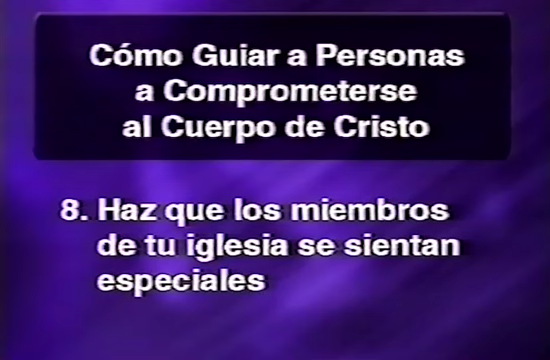 Cómo Guiar a Personas
a Comprometerse
al Cuerpo de Cristo
8. Haz que los miembros
de tu iglesia se sientan
especiales